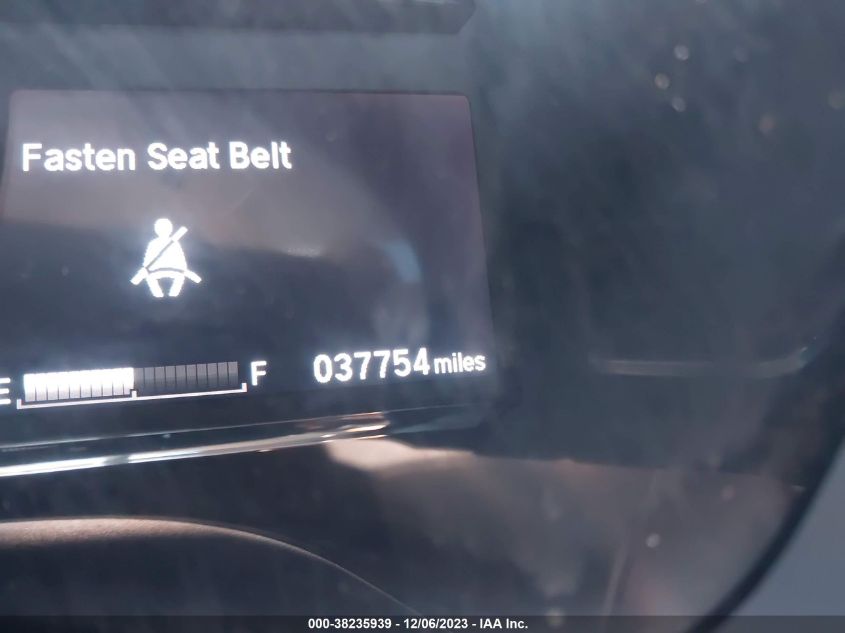 Fasten Seat Belt
E F 037754 miles
000-38235939 - 12/06/2023 - IAA Inc.